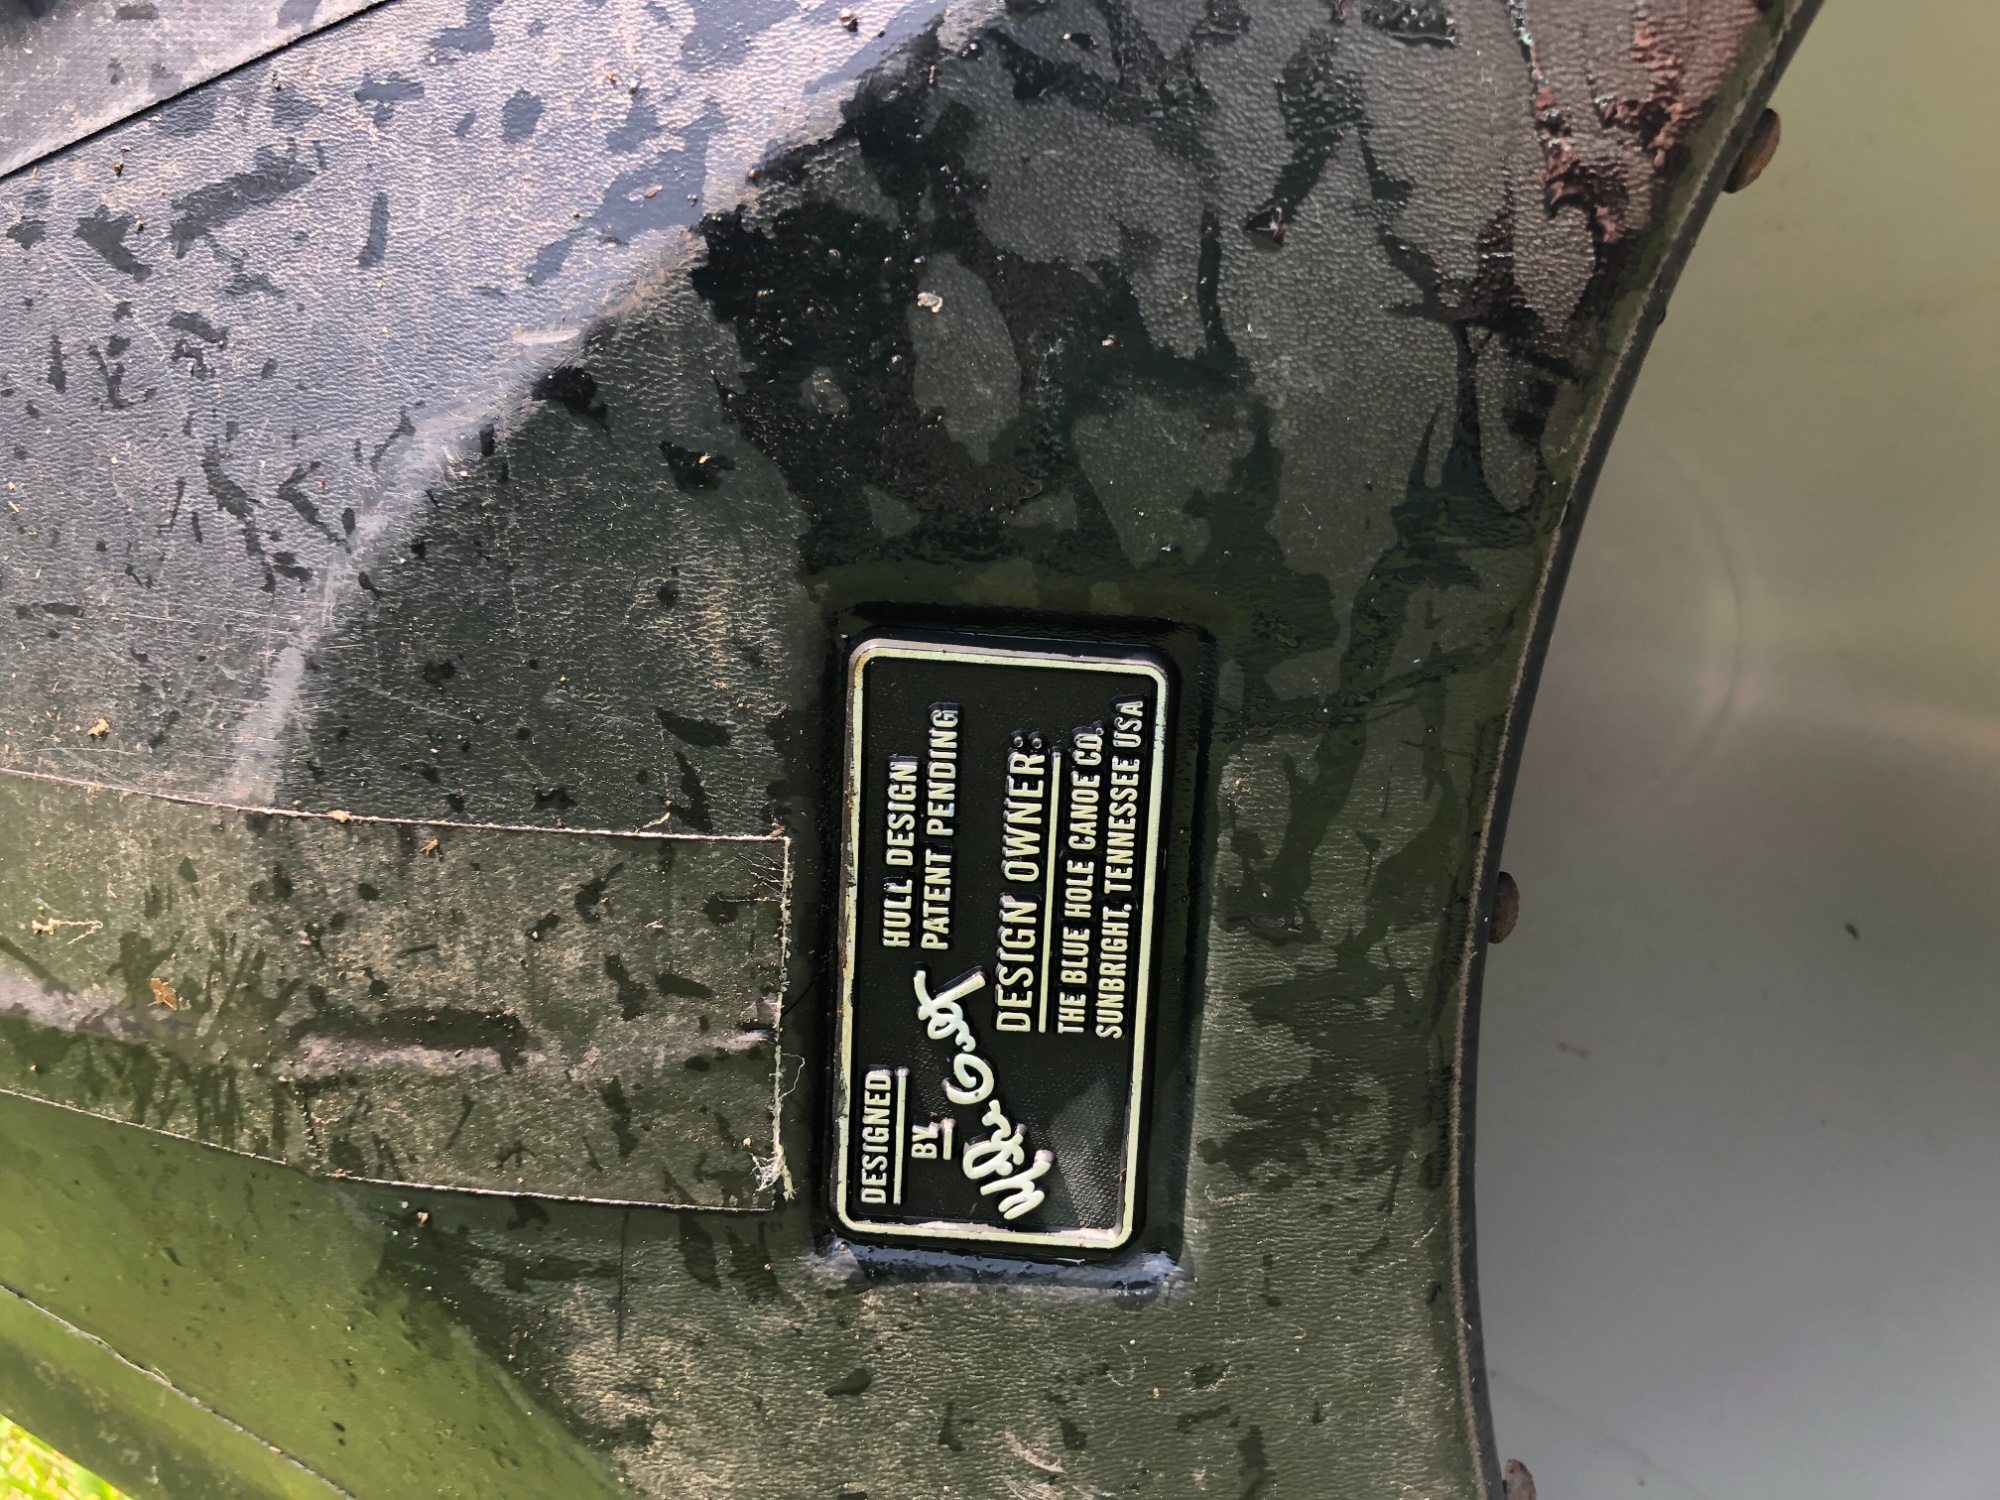 DESIGNED
BY
HULL DESIGN
PATENT PENDING
DESIGN OWNER:
THE BLUE HOLE CANOE CO.
SUNBRIGHT, TENNESSEE USA